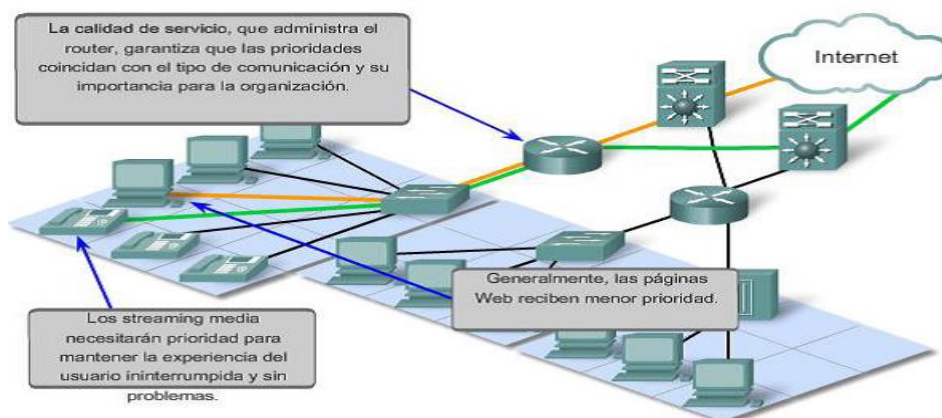 La calidad de servicio, que administra el
router, garantiza que las prioridades
coincidan con el tipo de comunicación y su
importancia para la organización.
Internet
Generalmente, las páginas
Web reciben menor prioridad.
Los streaming media
necesitarán prioridad para
mantener la experiencia del
usuario ininterrumpida y sin
problemas.